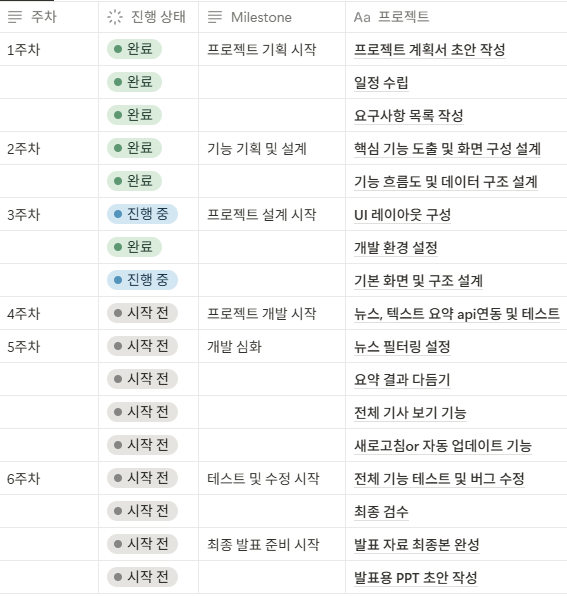 주차 진행 상태 Milestone Aa 프로젝트
1주차 완료 프로젝트 기획 시작 프로젝트 계획서 초안 작성
완료 일정 수립
완료 요구사항 목록 작성
2주차 완료 기능 기획 및 설계 핵심 기능 도출 및 화면 구성 설계
완료 기능 흐름도 및 데이터 구조 설계
3주차 진행 중 프로젝트 설계 시작 UI 레이아웃 구성
완료 개발 환경 설정
진행 중 기본 화면 및 구조 설계
4주차 시작 전 프로젝트 개발 시작 뉴스, 텍스트 요약 api연동 및 테스트
5주차 시작 전 개발 심화 뉴스 필터링 설정
시작 전 요약 결과 다듬기
시작 전 전체 기사 보기 기능
시작 전 새로고침or 자동 업데이트 기능
6주차 시작 전 테스트 및 수정 시작 전체 기능 테스트 및 버그 수정
시작 전 최종 검수
시작 전 최종 발표 준비 시작 발표 자료 최종본 완성
시작 전 발표용 PPT 초안 작성